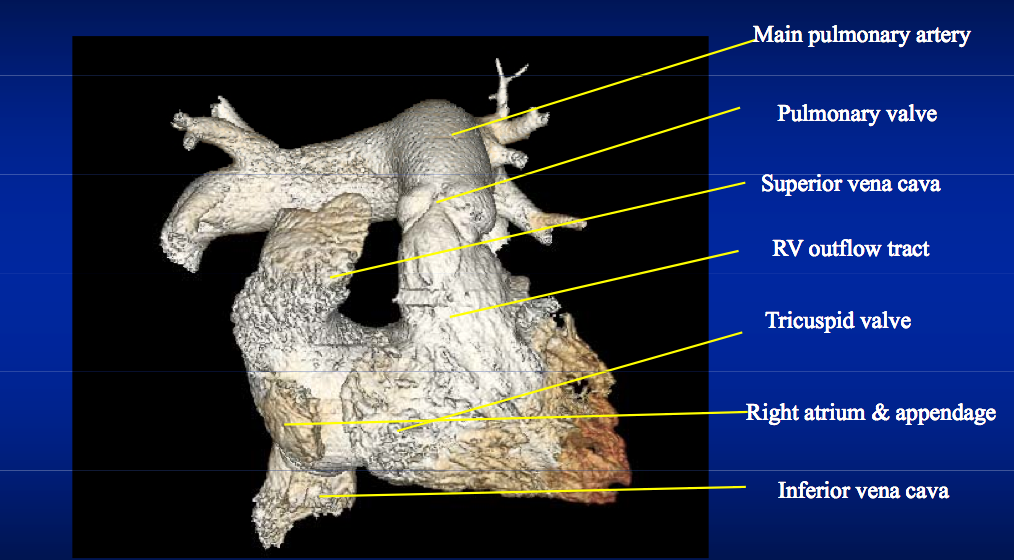 Main pulmonary artery
Pulmonary valve
Superior vena cava
RV outflow tract
Tricuspid valve
Right atrium & appendage
Inferior vena cava